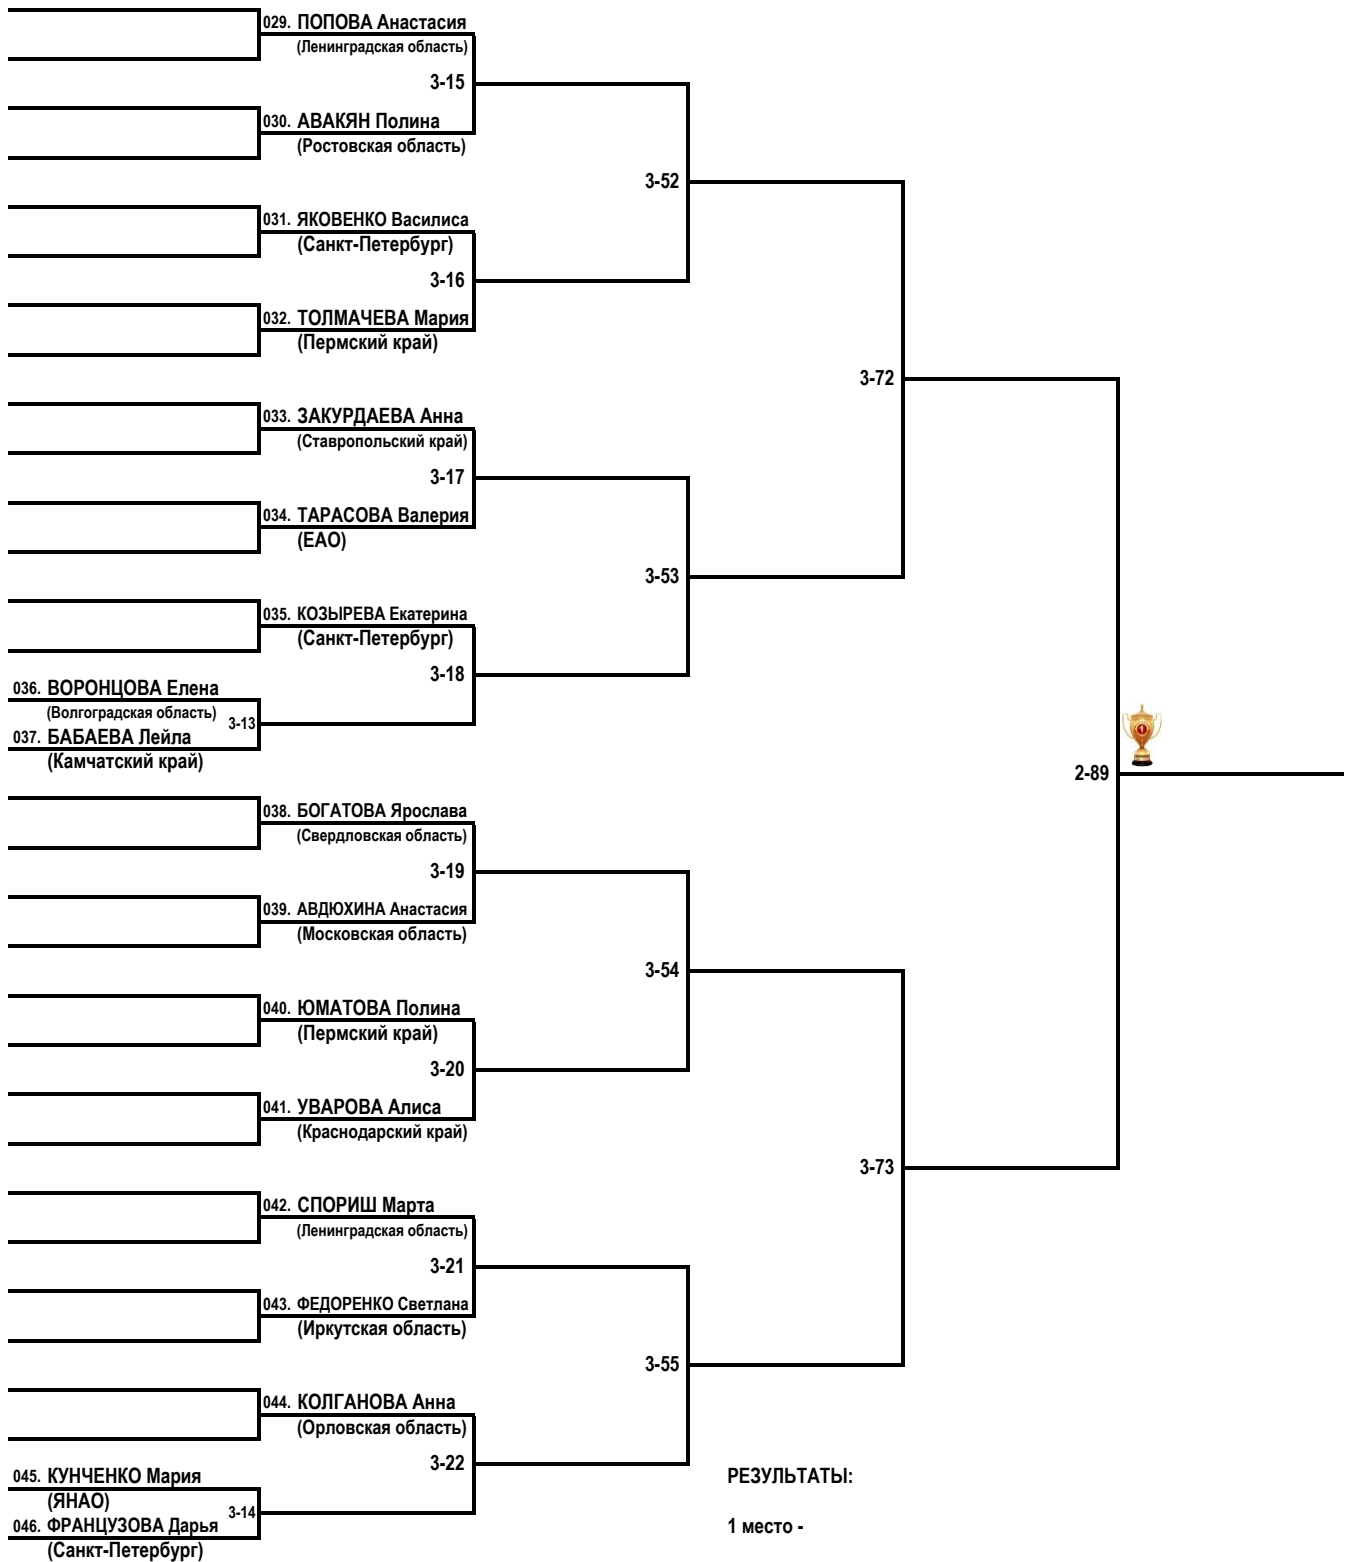 029. ПОПОВА Анастасия
(Ленинградская область)
3-15
030. АВАКЯН Полина
(Ростовская область)
3-52
031. ЯКОВЕНКО Василиса
(Санкт-Петербург)
3-16
032. ТОЛМАЧЕВА Мария
(Пермский край)
3-72
033. ЗАКУРДАЕВА Анна
(Ставропольский край)
3-17
034. ТАРАСОВА Валерия
(ЕАО)
3-53
035. КОЗЫРЕВА Екатерина
(Санкт-Петербург)
3-18
036. ВОРОНЦОВА Елена
(Волгоградская область)
3-13
037. БАБАЕВА Лейла
(Камчатский край)
1
2-89
038. БОГАТОВА Ярослава
(Свердловская область)
3-19
039. АВДЮХИНА Анастасия
(Московская область)
3-54
040. ЮМАТОВА Полина
(Пермский край)
3-20
041. УВАРОВА Алиса
(Краснодарский край)
3-73
042. СПОРИШ Марта
(Ленинградская область)
3-21
043. ФЕДОРЕНКО Светлана
(Иркутская область)
3-55
044. КОЛГАНОВА Анна
(Орловская область)
3-22
045. КУНЧЕНКО Мария
(ЯНАО)
3-14
046. ФРАНЦУЗОВА Дарья
(Санкт-Петербург)
РЕЗУЛЬТАТЫ:
1 место -